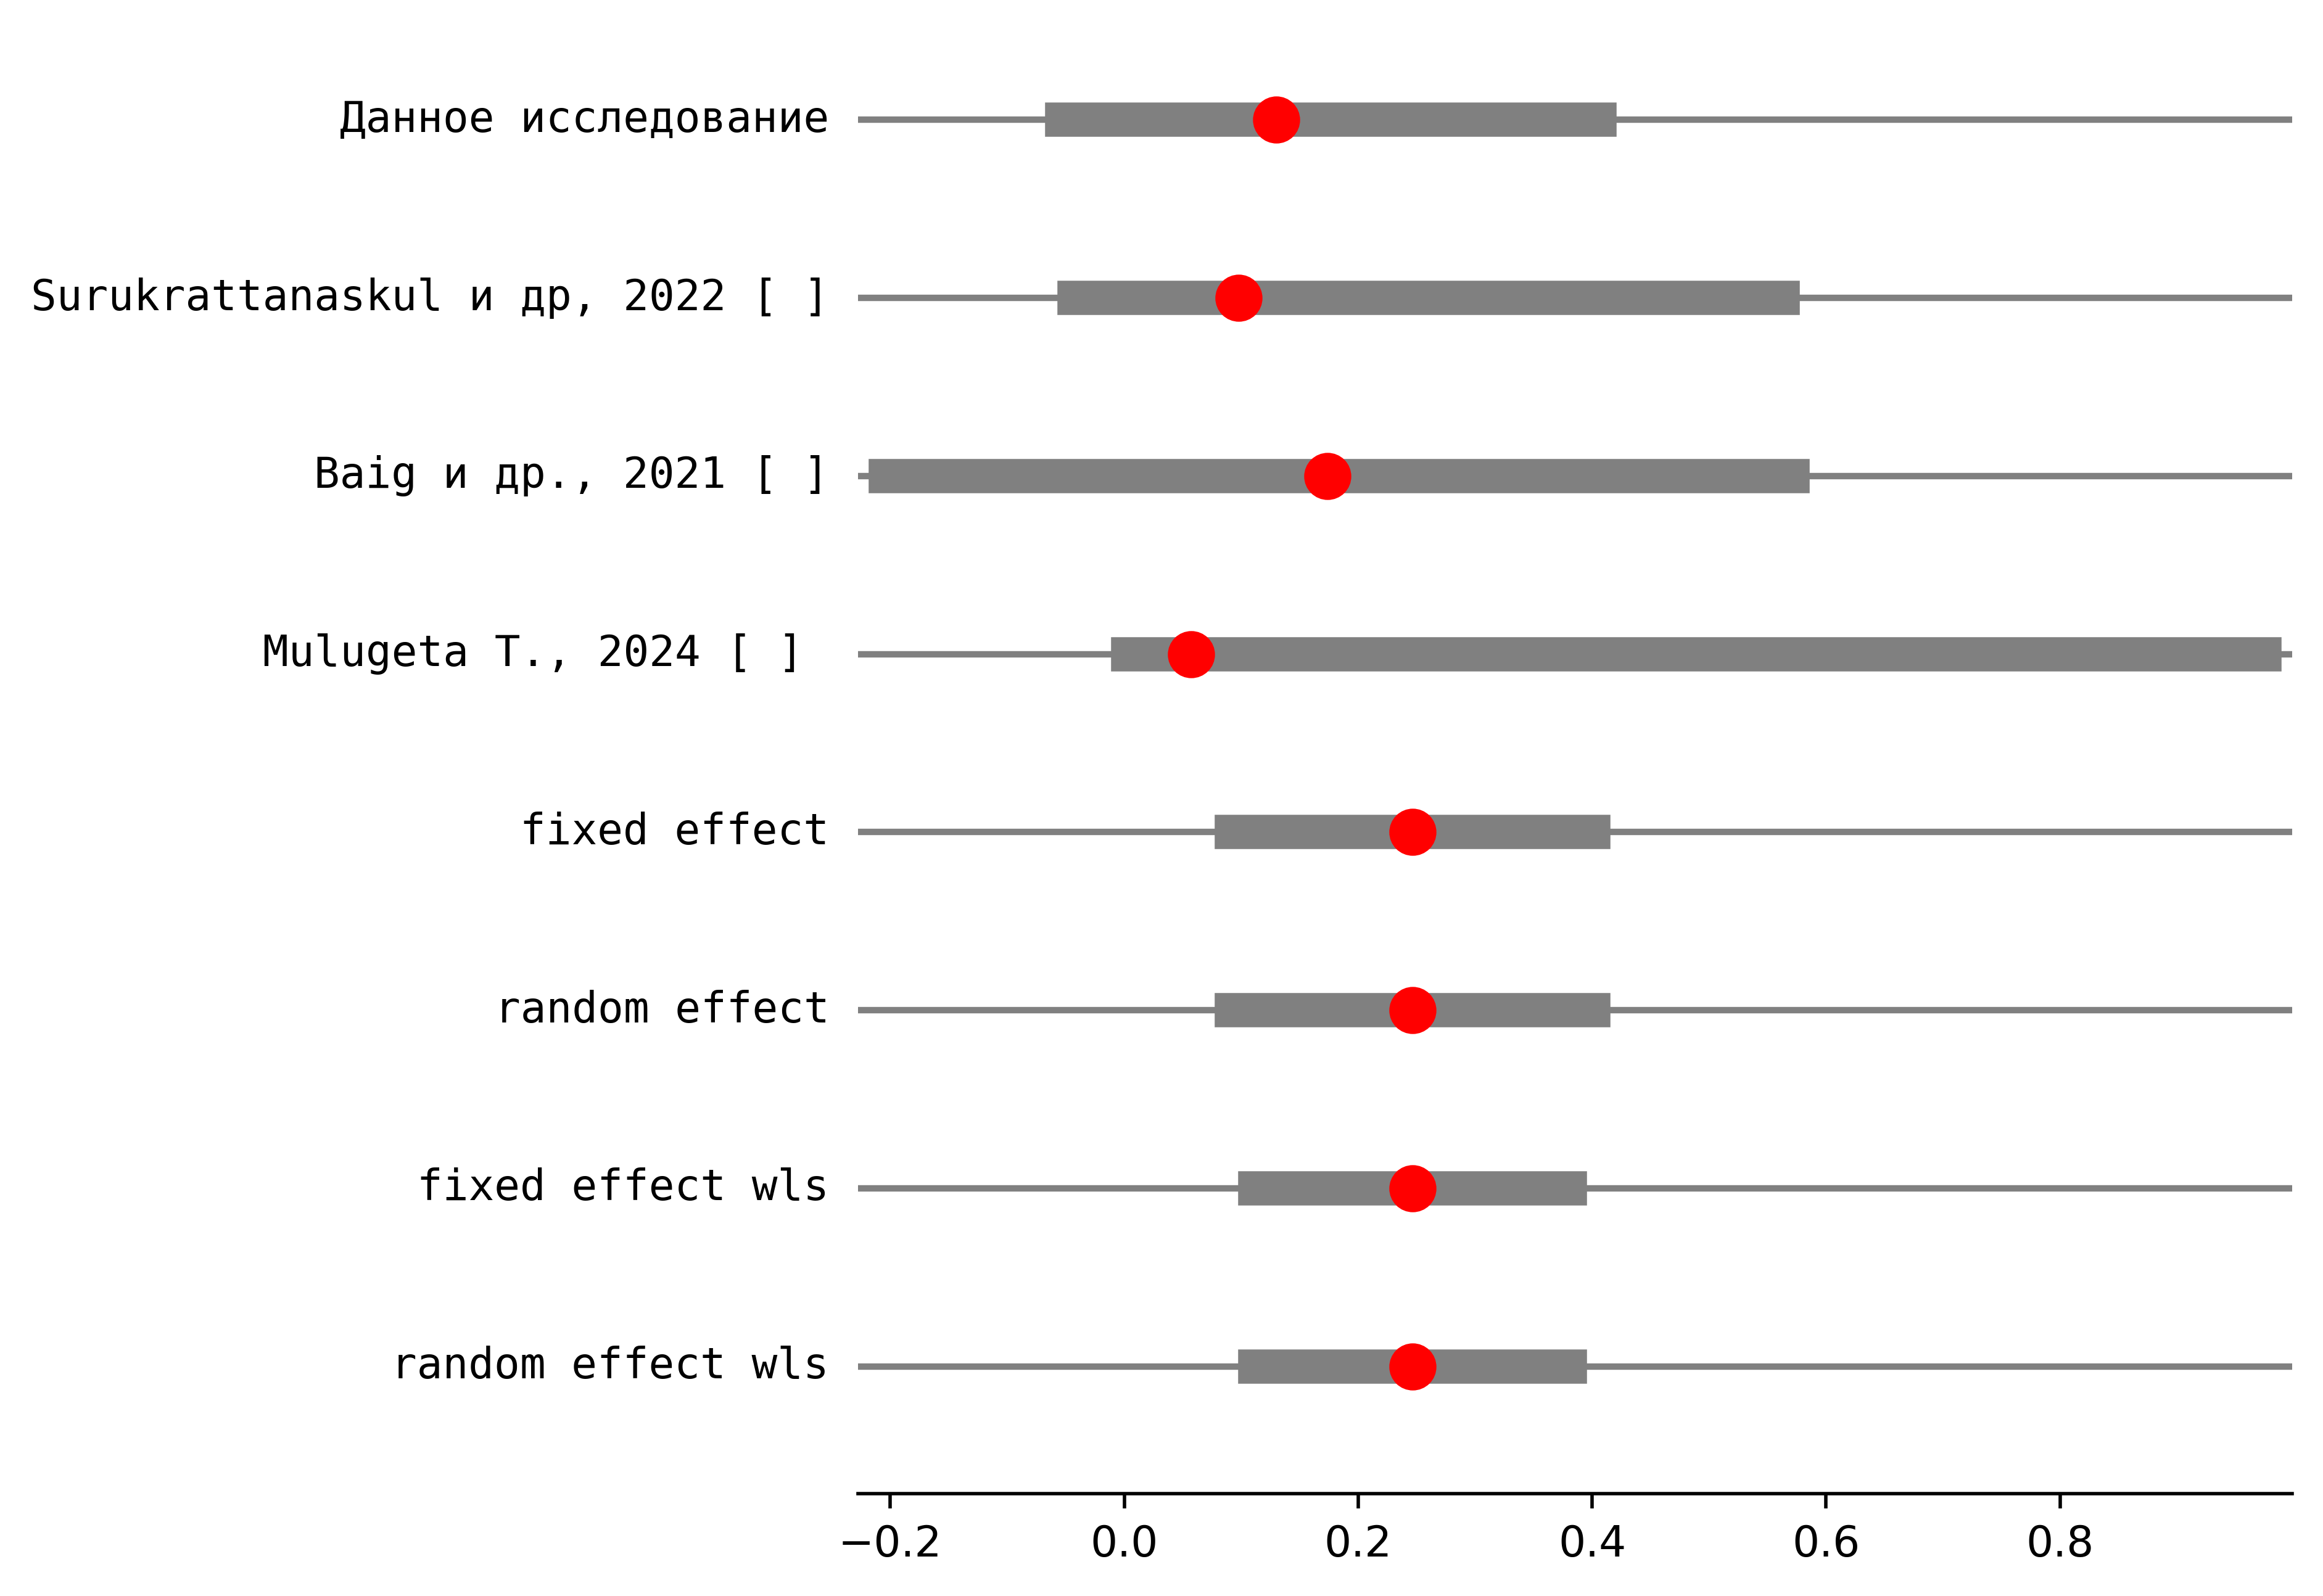 Данное исследование
Surukrattanaskul и др, 2022 [ ]
Baig и др., 2021 [ ]
Mulugeta T., 2024 [ ]
fixed effect
random effect
fixed effect wls
random effect wls
−0.2 0.0 0.2 0.4 0.6 0.8